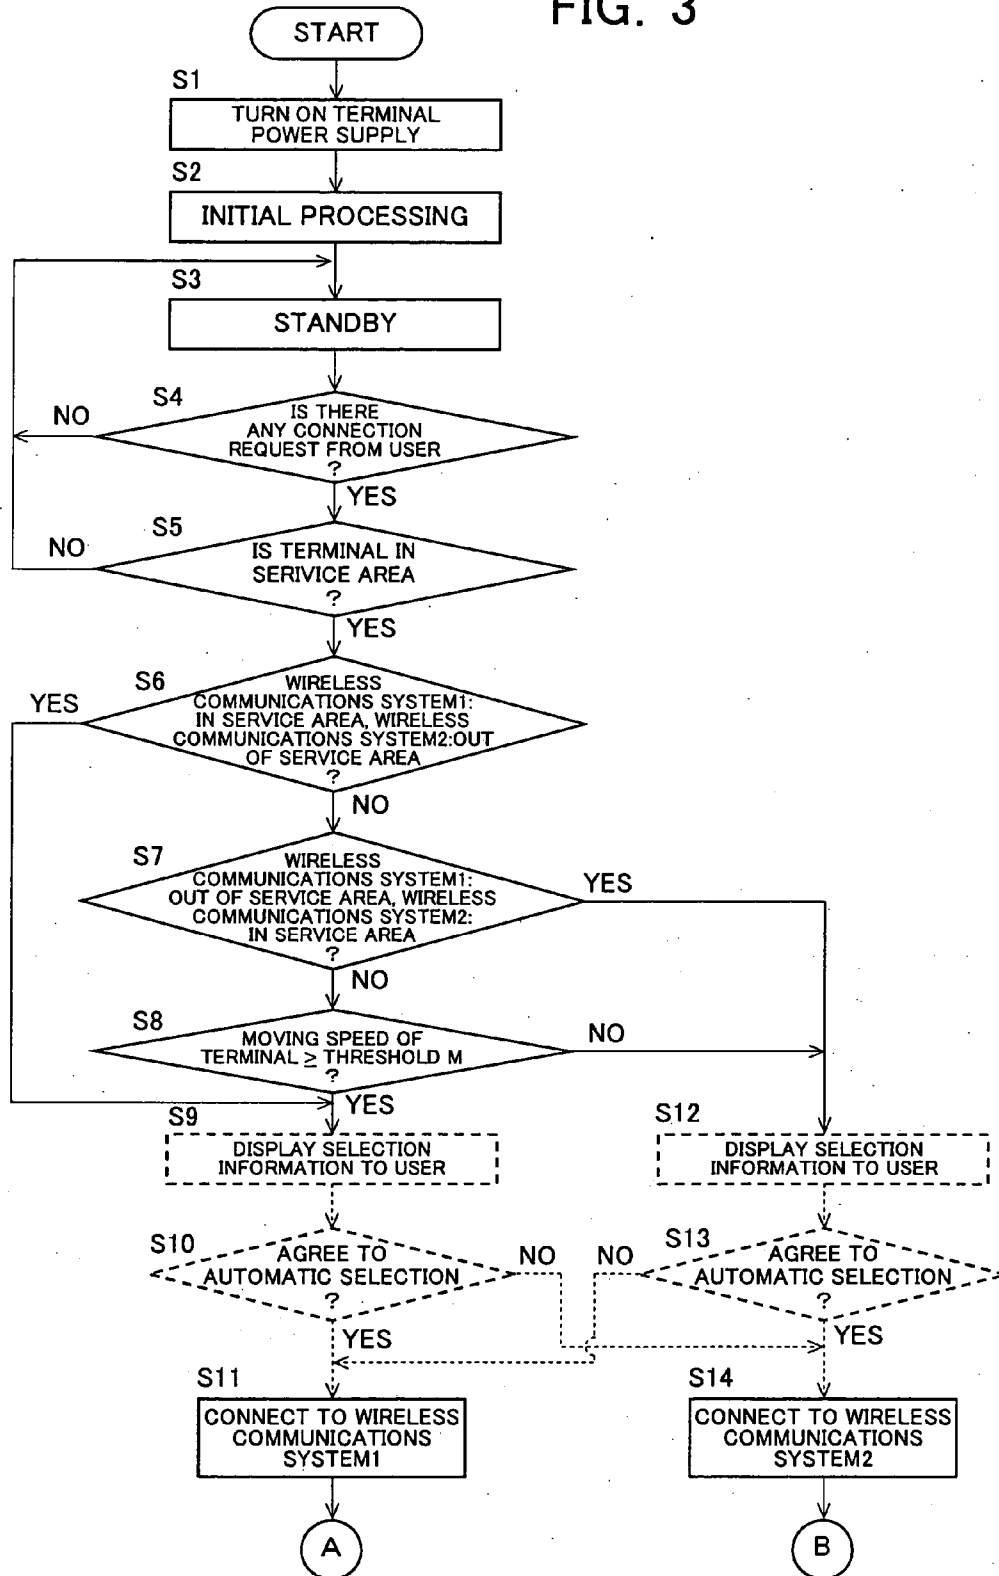 FIG. 3
START
S1
TURN ON TERMINAL
POWER SUPPLY
S2
INITIAL PROCESSING
S3
STANDBY
S4
NO
IS THERE
ANY CONNECTION
REQUEST FROM USER
?
YES
S5
NO
IS TERMINAL IN
SERIVICE AREA
?
YES
S6
YES
WIRELESS
COMMUNICATIONS SYSTEM1:
IN SERVICE AREA, WIRELESS
COMMUNICATIONS SYSTEM2:OUT
OF SERVICE AREA
?
NO
S7
WIRELESS
COMMUNICATIONS SYSTEM1:
OUT OF SERVICE AREA, WIRELESS
COMMUNICATIONS SYSTEM2:
IN SERVICE AREA
?
YES
NO
S8
MOVING SPEED OF
TERMINAL ≥ THRESHOLD M
?
NO
YES
S9
DISPLAY SELECTION
INFORMATION TO USER
S12
DISPLAY SELECTION
INFORMATION TO USER
S10
AGREE TO
AUTOMATIC SELECTION
?
NO
YES
NO
S13
AGREE TO
AUTOMATIC SELECTION
?
YES
S11
CONNECT TO WIRELESS
COMMUNICATIONS
SYSTEM1
S14
CONNECT TO WIRELESS
COMMUNICATIONS
SYSTEM2
A
B